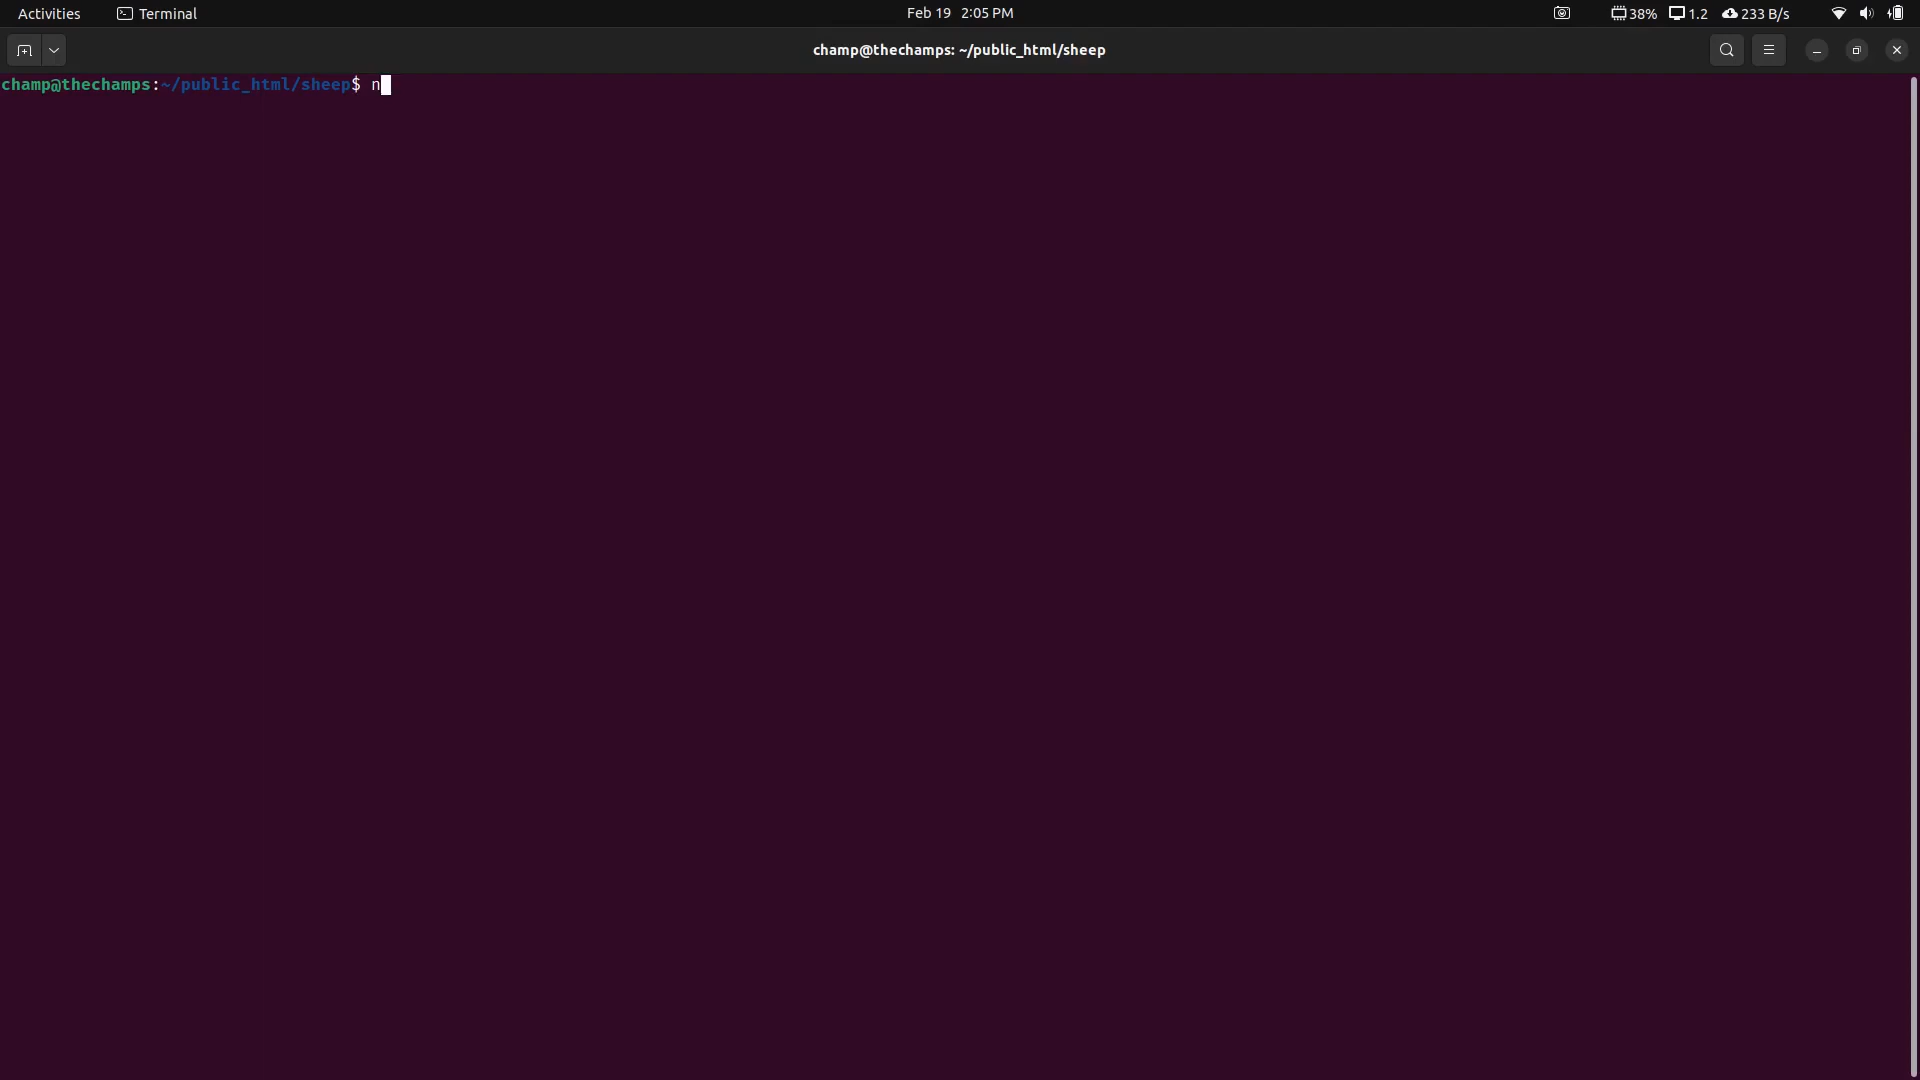 Activities Terminal Feb 19 2:05 PM 38% 1.2 233 B/s
champ@thechamps: ~/public_html/sheep
champ@thechamps:~/public_html/sheep$ n